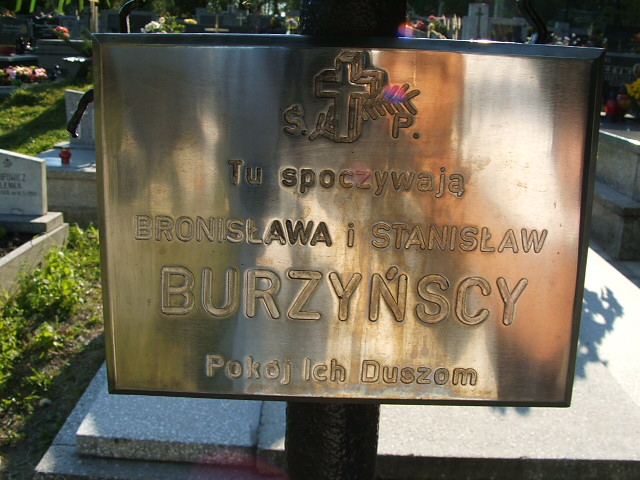 Ś. P.
Tu spoczywają
BRONISŁAWA i STANISŁAW
BURZYŃSCY
Pokój Ich Duszom